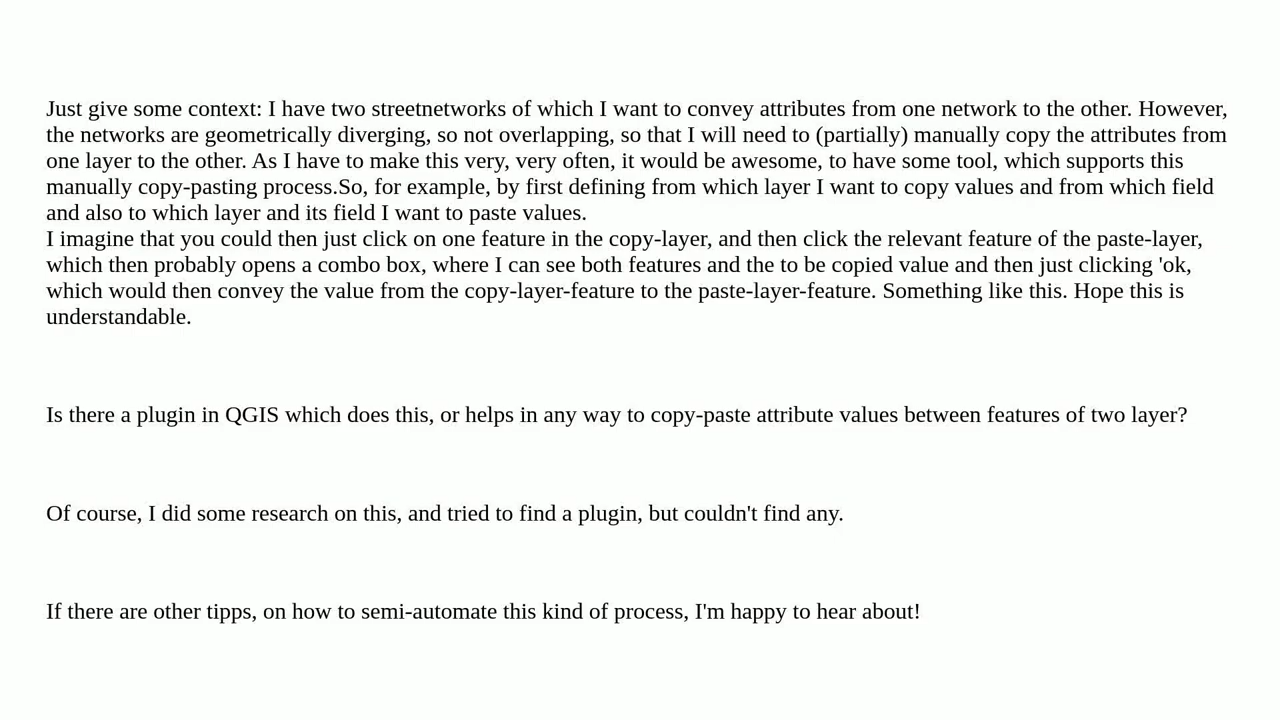 Just give some context: I have two streetnetworks of which I want to convey attributes from one network to the other. However,
the networks are geometrically diverging, so not overlapping, so that I will need to (partially) manually copy the attributes from
one layer to the other. As I have to make this very, very often, it would be awesome, to have some tool, which supports this
manually copy-pasting process.So, for example, by first defining from which layer I want to copy values and from which field
and also to which layer and its field I want to paste values.
I imagine that you could then just click on one feature in the copy-layer, and then click the relevant feature of the paste-layer,
which then probably opens a combo box, where I can see both features and the to be copied value and then just clicking 'ok,
which would then convey the value from the copy-layer-feature to the paste-layer-feature. Something like this. Hope this is
understandable.
Is there a plugin in QGIS which does this, or helps in any way to copy-paste attribute values between features of two layer?
Of course, I did some research on this, and tried to find a plugin, but couldn't find any.
If there are other tipps, on how to semi-automate this kind of process, I'm happy to hear about!